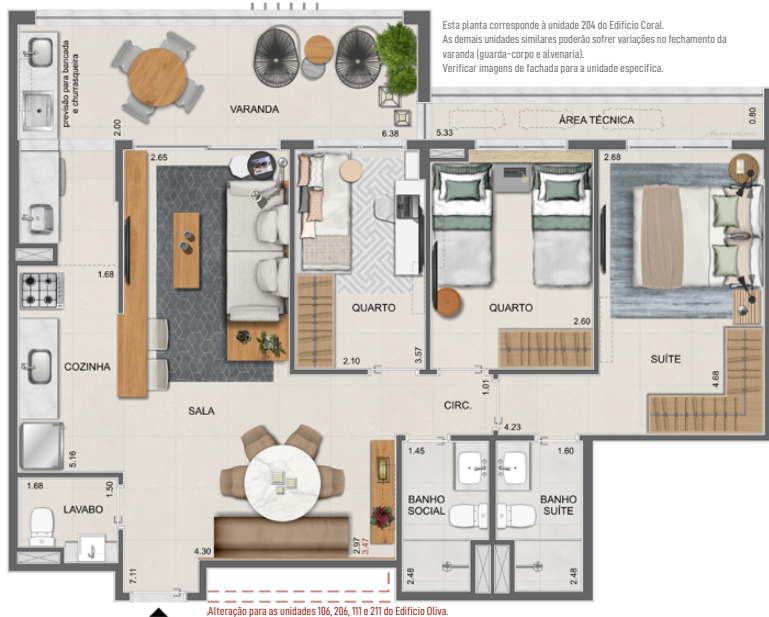 Esta planta corresponde à unidade 204 do Edifício Coral.
As demais unidades similares poderão sofrer variações no fechamento da
varanda (guarda-corpo e alvenaria).
Verificar imagens de fachada para a unidade específica.
previsão para bancada
e churrasqueira
VARANDA
2.00
6.38
5.33
ÁREA TÉCNICA
0.80
2.65
2.68
1.68
QUARTO
2.10
3.57
QUARTO
2.60
SUÍTE
4.68
COZINHA
SALA
CIRC.
1.01
4.23
5.16
1.68
1.50
LAVABO
1.45
BANHO
SOCIAL
2.48
1.60
BANHO
SUÍTE
2.48
4.30
2.97
3.47
7.11
Alteração para as unidades 106, 206, 111 e 211 do Edifício Oliva.